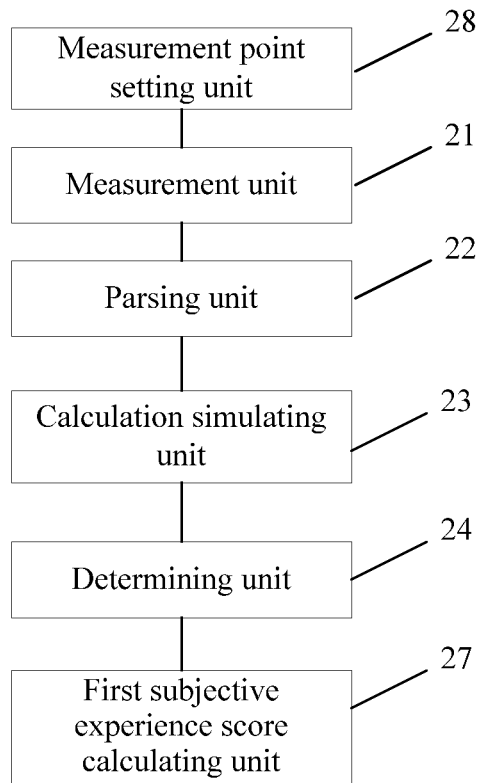 28
Measurement point
setting unit
21
Measurement unit
22
Parsing unit
23
Calculation simulating
unit
24
Determining unit
27
First subjective
experience score
calculating unit